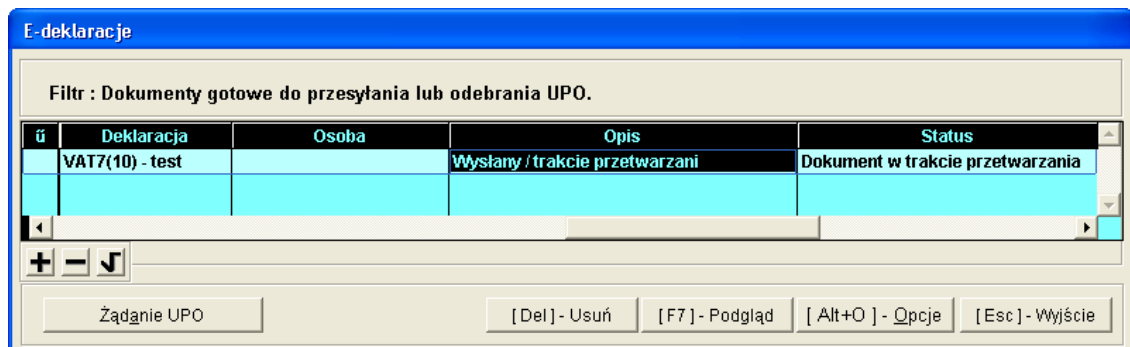 E-deklaracje
Filtr : Dokumenty gotowe do przesyłania lub odebrania UPO.
ű Deklaracja Osoba Opis Status
VAT7(10) - test Wysłany / trakcie przetwarzani Dokument w trakcie przetwarzania
Żądanie UPO [ Del ] - Usuń [ F7 ] - Podgląd [ Alt+O ] - Opcje [ Esc ] - Wyjście